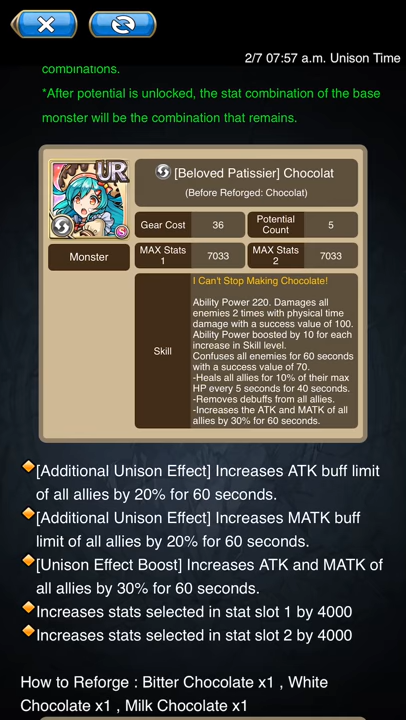 2/7 07:57 a.m. Unison Time
combinations.
*After potential is unlocked, the stat combination of the base
monster will be the combination that remains.
UR
S
[Beloved Patissier] Chocolat
(Before Reforged: Chocolat)
Gear Cost 36 Potential Count 5
MAX Stats 1 7033 MAX Stats 2 7033
Monster
Skill
I Can't Stop Making Chocolate!
Ability Power 220. Damages all
enemies 2 times with physical time
damage with a success value of 100.
Ability Power boosted by 10 for each
increase in Skill level.
Confuses all enemies for 60 seconds
with a success value of 70.
-Heals all allies for 10% of their max
HP every 5 seconds for 40 seconds.
-Removes debuffs from all allies.
-Increases the ATK and MATK of all
allies by 30% for 60 seconds.
[Additional Unison Effect] Increases ATK buff limit
of all allies by 20% for 60 seconds.
[Additional Unison Effect] Increases MATK buff
limit of all allies by 20% for 60 seconds.
[Unison Effect Boost] Increases ATK and MATK of
all allies by 30% for 60 seconds.
Increases stats selected in stat slot 1 by 4000
Increases stats selected in stat slot 2 by 4000
How to Reforge : Bitter Chocolate x1 , White
Chocolate x1 , Milk Chocolate x1